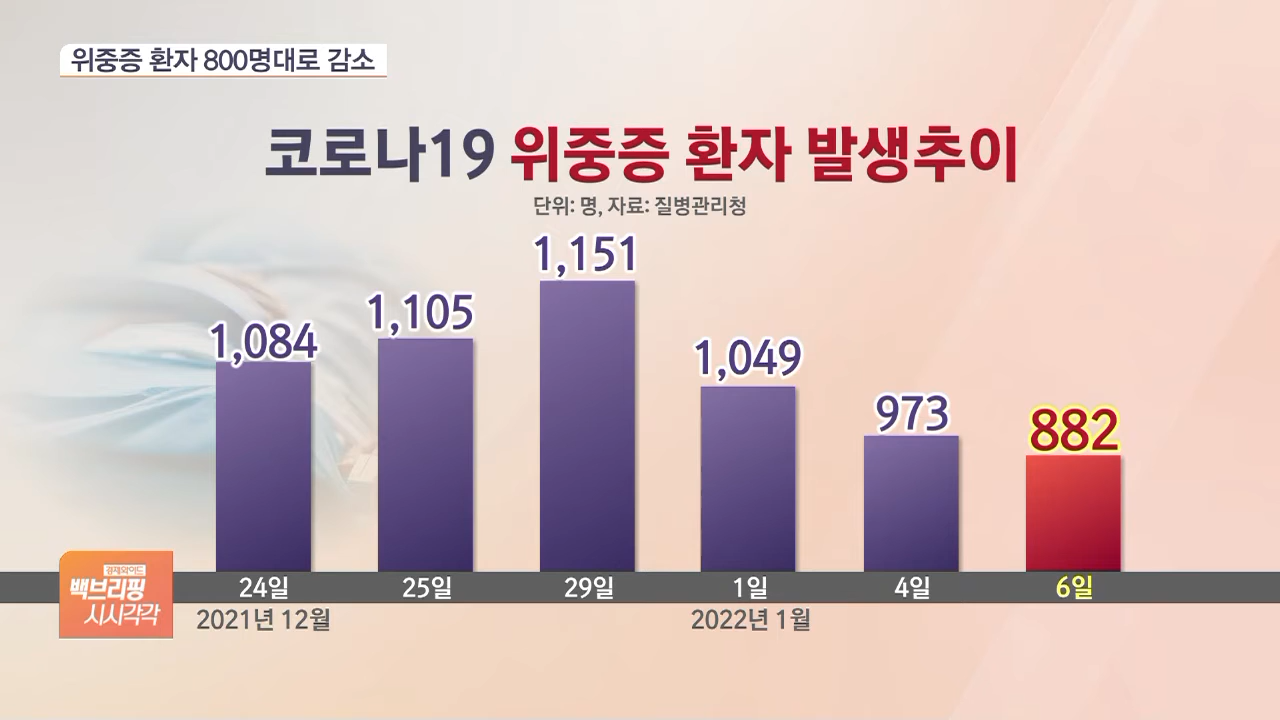 위중증 환자 800명대로 감소
코로나19 위중증 환자 발생추이
단위: 명, 자료: 질병관리청
1,084
1,105
1,151
1,049
973
882
24일
25일
29일
1일
4일
6일
2021년 12월
2022년 1월
경제와이드
백브리핑
시시각각